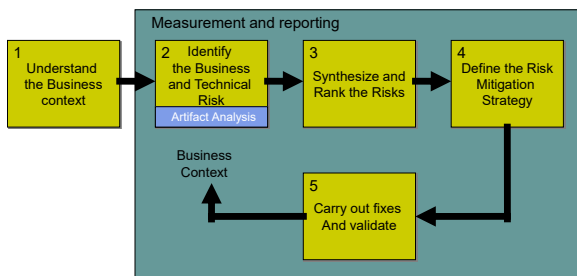 Measurement and reporting
1
Understand
the Business
context
2
Identify
the Business
and Technical
Risk
Artifact Analysis
3
Synthesize and
Rank the Risks
4
Define the Risk
Mitigation
Strategy
Business
Context
5
Carry out fixes
And validate